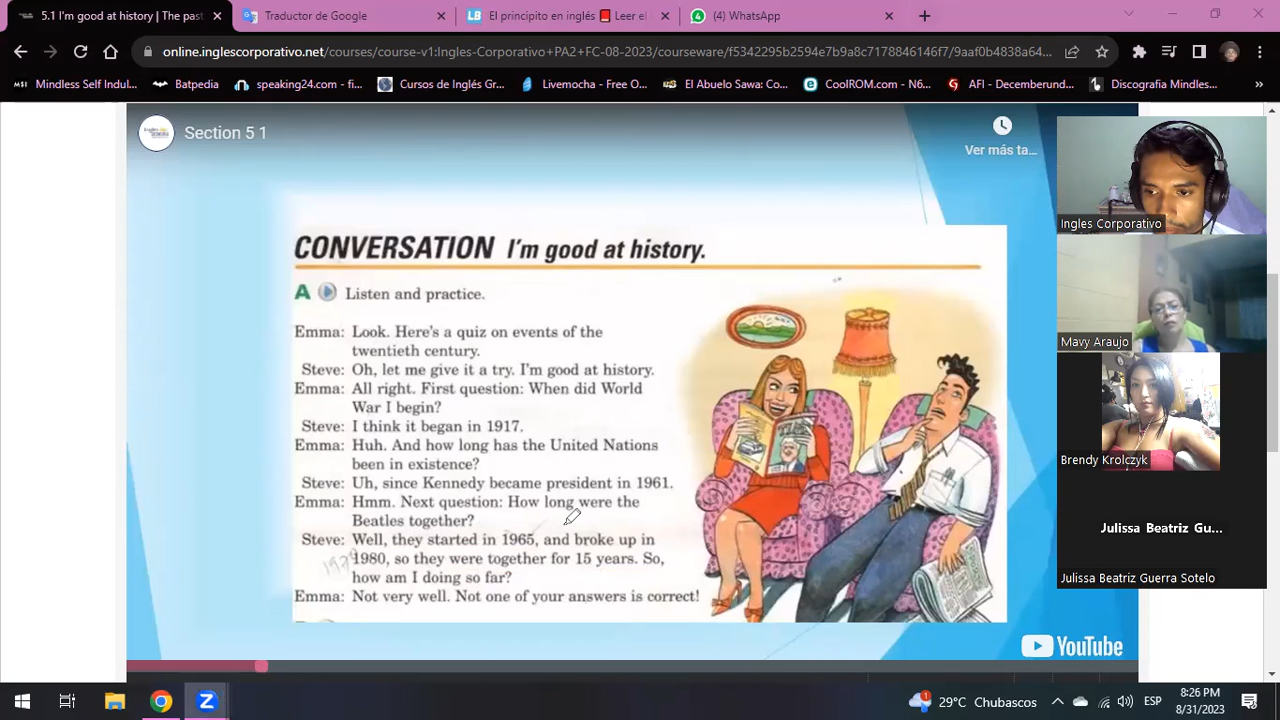 5.1 I'm good at history | The pas
Traductor de Google
El principito en inglés 📕 Leer el
(4) WhatsApp
online.inglescorporativo.net/courses/course-v1:Ingles-Corporativo+PA2+FC-08-2023/courseware/f5342295b2594e7b9a8c7178846146f7/9aaf0b4838a64...
Mindless Self Indul...
Batpedia
speaking24.com - fi...
Cursos de Inglés Gr...
Livemocha - Free O...
El Abuelo Sawa: Co...
CoolROM.com - N6...
AFI - Decemberund...
Discografia Mindles...
Section 5 1
Ver más ta...
CONVERSATION I'm good at history.
A Listen and practice.
Emma: Look. Here's a quiz on events of the
twentieth century.
Steve: Oh, let me give it a try. I'm good at history.
Emma: All right. First question: When did World
War I begin?
Steve: I think it began in 1917.
Emma: Huh. And how long has the United Nations
been in existence?
Steve: Uh, since Kennedy became president in 1961.
Emma: Hmm. Next question: How long were the
Beatles together?
Steve: Well, they started in 1965, and broke up in
1980, so they were together for 15 years. So,
how am I doing so far?
Emma: Not very well. Not one of your answers is correct!
YouTube
Ingles Corporativo
Mavy Araujo
Brendy Krolczyk
Julissa Beatriz Gu...
Julissa Beatriz Guerra Sotelo
29°C Chubascos
ESP
8:26 PM
8/31/2023